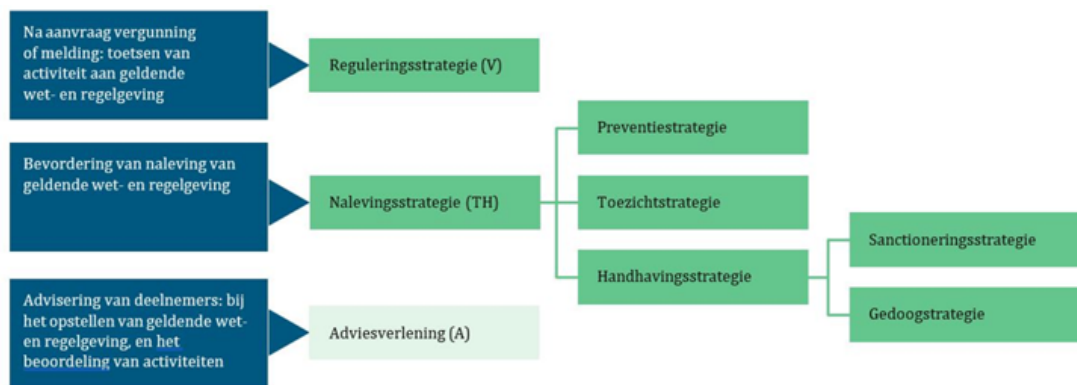 Na aanvraag vergunning
of melding: toetsen van
activiteit aan geldende
wet- en regelgeving
Reguleringsstrategie (V)
Bevordering van naleving van
geldende wet- en regelgeving
Nalevingsstrategie (TH)
Preventiestrategie
Toezichtstrategie
Handhavingsstrategie
Sanctioneringsstrategie
Gedoogstrategie
Advisering van deelnemers: bij
het opstellen van geldende wet-
en regelgeving, en het
beoordeling van activiteiten
Adviesverlening (A)